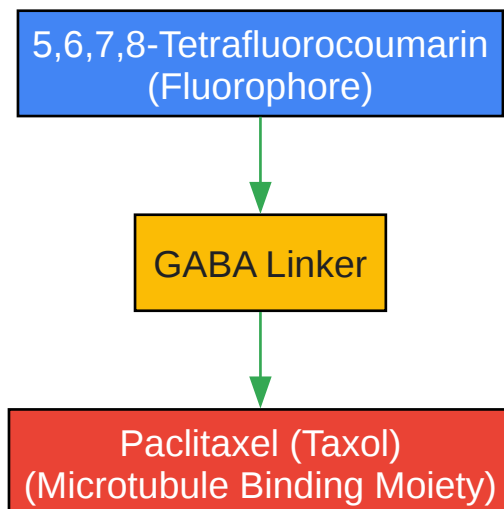 5,6,7,8-Tetrafluorocoumarin
(Fluorophore)
GABA Linker
Paclitaxel (Taxol)
(Microtubule Binding Moiety)